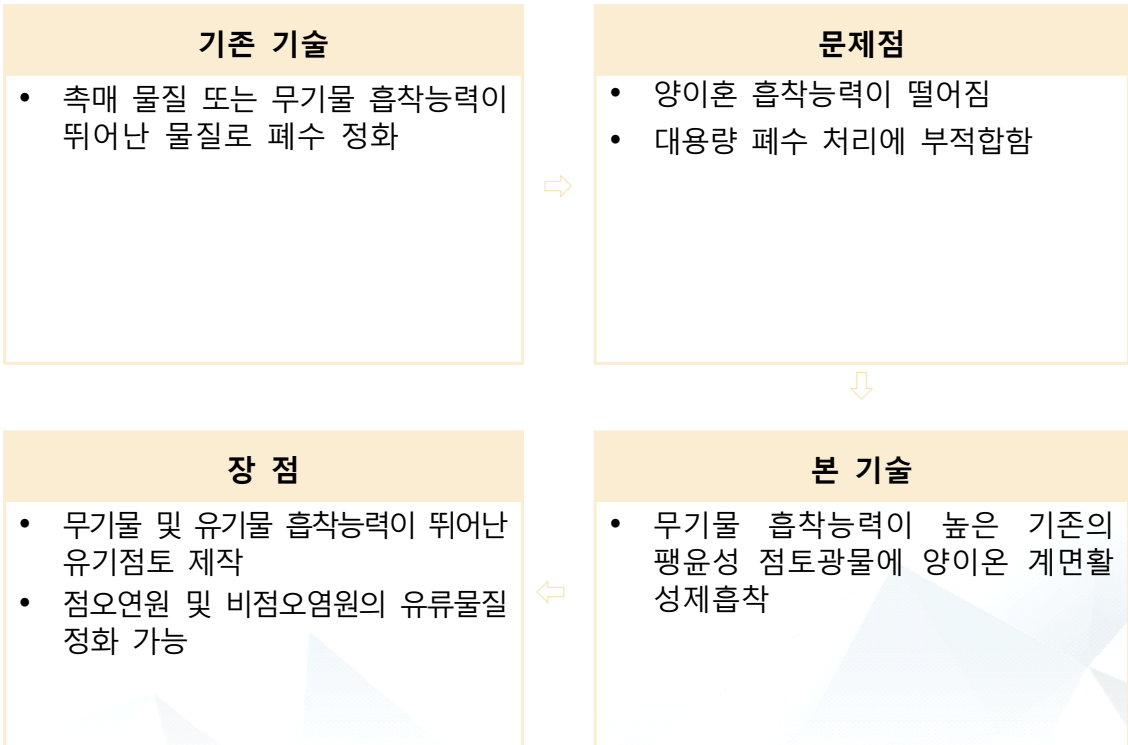 기존 기술
• 촉매 물질 또는 무기물 흡착능력이
뛰어난 물질로 폐수 정화
문제점
• 양이혼 흡착능력이 떨어짐
• 대용량 폐수 처리에 부적합함
장 점
• 무기물 및 유기물 흡착능력이 뛰어난
유기점토 제작
• 점오연원 및 비점오염원의 유류물질
정화 가능
본 기술
• 무기물 흡착능력이 높은 기존의
팽윤성 점토광물에 양이온 계면활
성제흡착